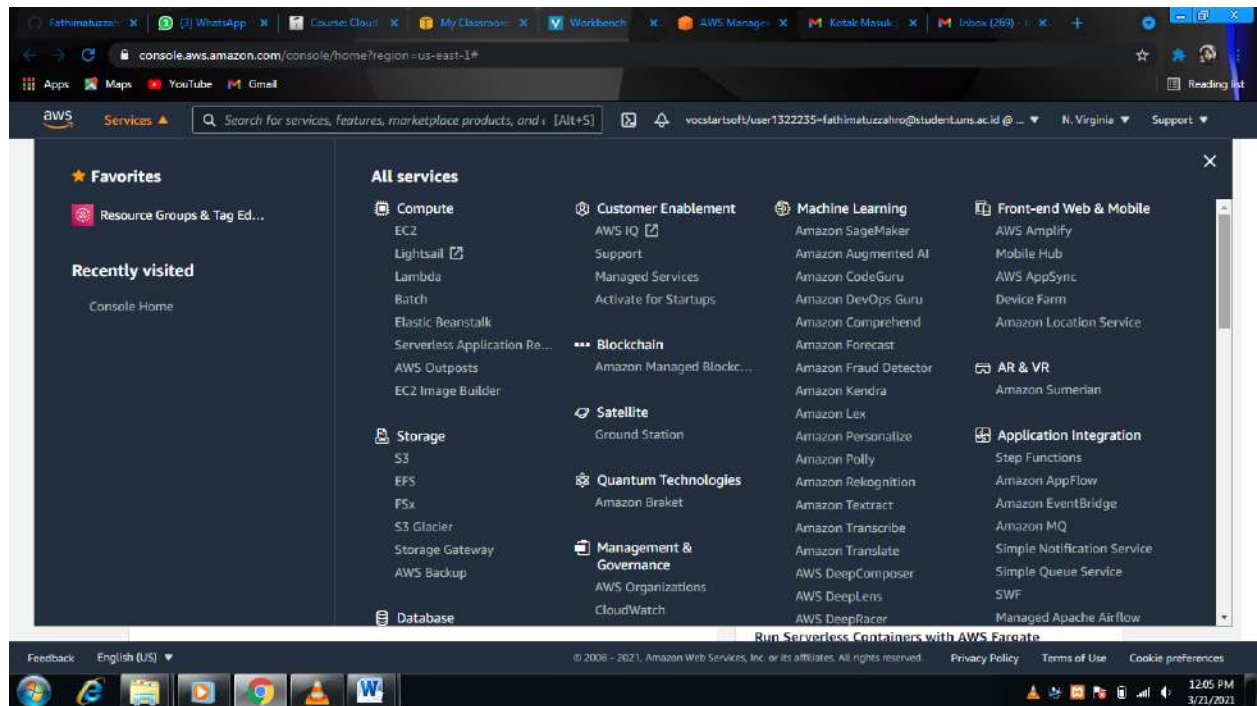 Fathimatuzzah
(3) WhatsApp
Course: Cloud
My Classroom
Workbench
AWS Manage
Kotak Masuk
Inbox (269) -
console.aws.amazon.com/console/home?region=us-east-1#
Apps
Maps
YouTube
Gmail
Reading list
aws
Services
Search for services, features, marketplace products, and [Alt+S]
vocstartsoft/user1322235=fathimatuzzahro@student.uns.ac.id @ ...
N. Virginia
Support
Favorites
Resource Groups & Tag Ed...
Recently visited
Console Home
All services
Compute
EC2
Lightsail
Lambda
Batch
Elastic Beanstalk
Serverless Application Re...
AWS Outposts
EC2 Image Builder
Storage
S3
EFS
FSx
S3 Glacier
Storage Gateway
AWS Backup
Database
Customer Enablement
AWS IQ
Support
Managed Services
Activate for Startups
Blockchain
Amazon Managed Blockc...
Satellite
Ground Station
Quantum Technologies
Amazon Braket
Management &
Governance
AWS Organizations
CloudWatch
Machine Learning
Amazon SageMaker
Amazon Augmented AI
Amazon CodeGuru
Amazon DevOps Guru
Amazon Comprehend
Amazon Forecast
Amazon Fraud Detector
Amazon Kendra
Amazon Lex
Amazon Personalize
Amazon Polly
Amazon Rekognition
Amazon Textract
Amazon Transcribe
Amazon Translate
AWS DeepComposer
AWS DeepLens
AWS DeepRacer
Front-end Web & Mobile
AWS Amplify
Mobile Hub
AWS AppSync
Device Farm
Amazon Location Service
AR & VR
Amazon Sumerian
Application Integration
Step Functions
Amazon AppFlow
Amazon EventBridge
Amazon MQ
Simple Notification Service
Simple Queue Service
SWF
Managed Apache Airflow
Run Serverless Containers with AWS Fargate
Feedback
English (US)
© 2008 - 2021, Amazon Web Services, Inc. or its affiliates. All rights reserved.
Privacy Policy
Terms of Use
Cookie preferences
12:05 PM
3/21/2021